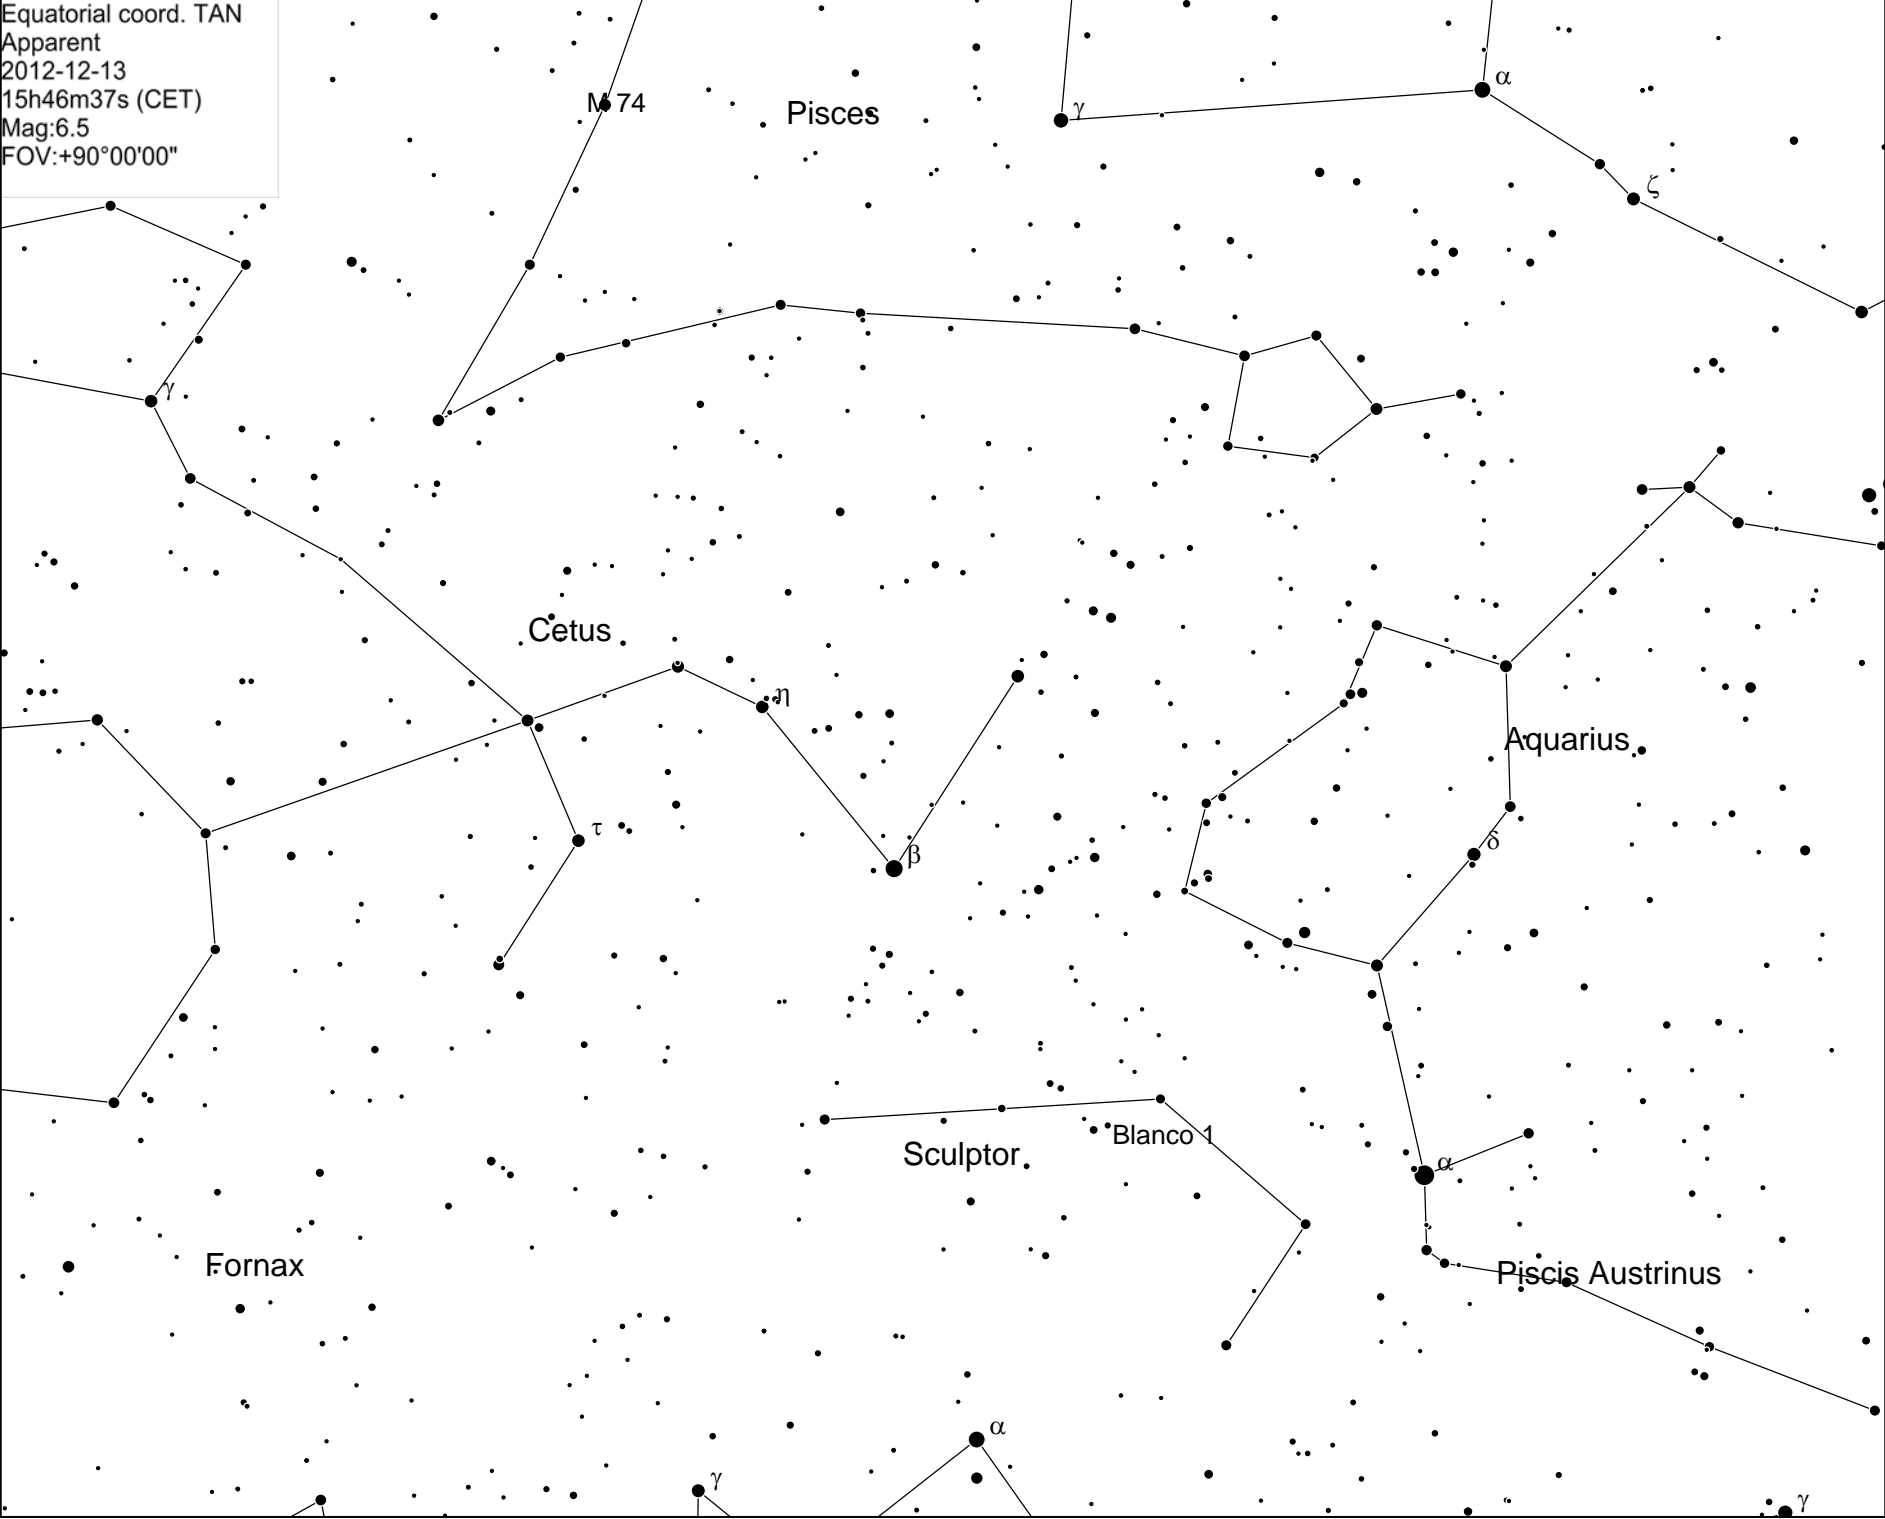 Equatorial coord. TAN
Apparent
2012-12-13
15h46m37s (CET)
Mag:6.5
FOV:+90°00'00"
M 74
Pisces
γ
α
ζ
γ
Cetus
η
Aquarius
τ
β
δ
Blanco 1
Sculptor
α
Fornax
Piscis Austrinus
α
γ
γ